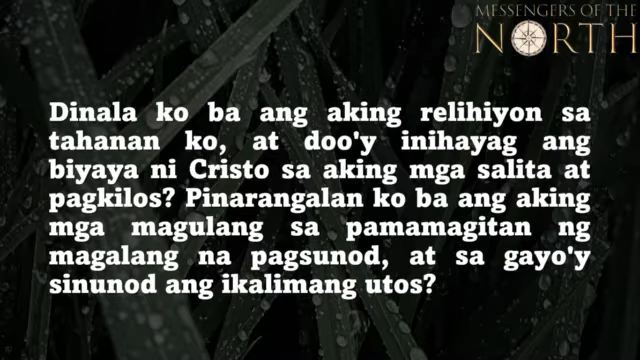 MESSENGERS OF THE
NORTH
Dinala ko ba ang aking relihiyon sa
tahanan ko, at doo'y inihayag ang
biyaya ni Cristo sa aking mga salita at
pagkilos? Pinarangalan ko ba ang aking
mga magulang sa pamamagitan ng
magalang na pagsunod, at sa gayo'y
sinunod ang ikalimang utos?